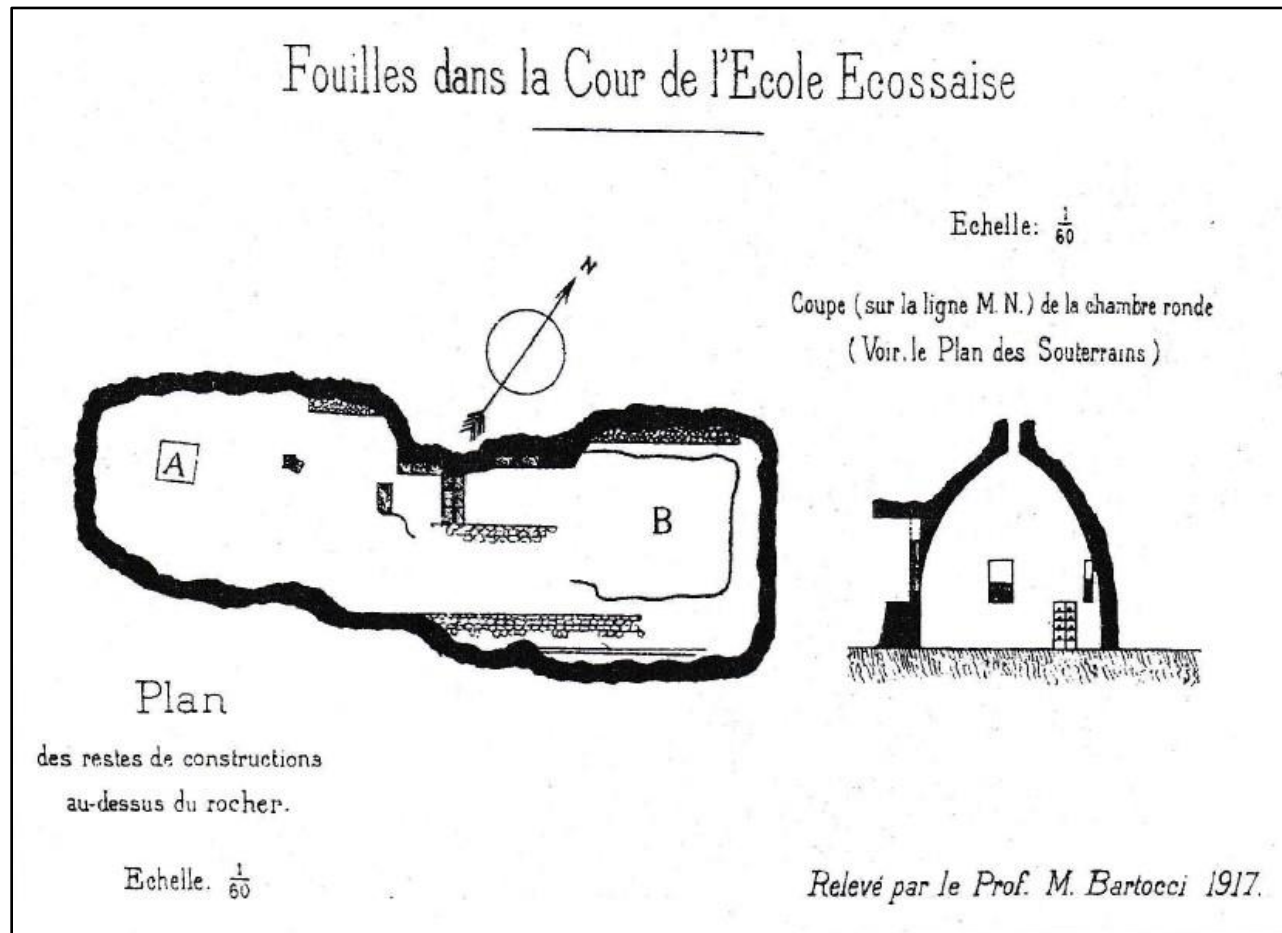 Fouilles dans la Cour de l'Ecole Ecossaise
Echelle: 1/60
Coupe (sur la ligne M. N.) de la chambre ronde
(Voir. le Plan des Souterrains)
N
A
B
Plan
des restes de constructions
au-dessus du rocher.
Echelle. 1/60
Relevé par le Prof. M. Bartocci 1917.